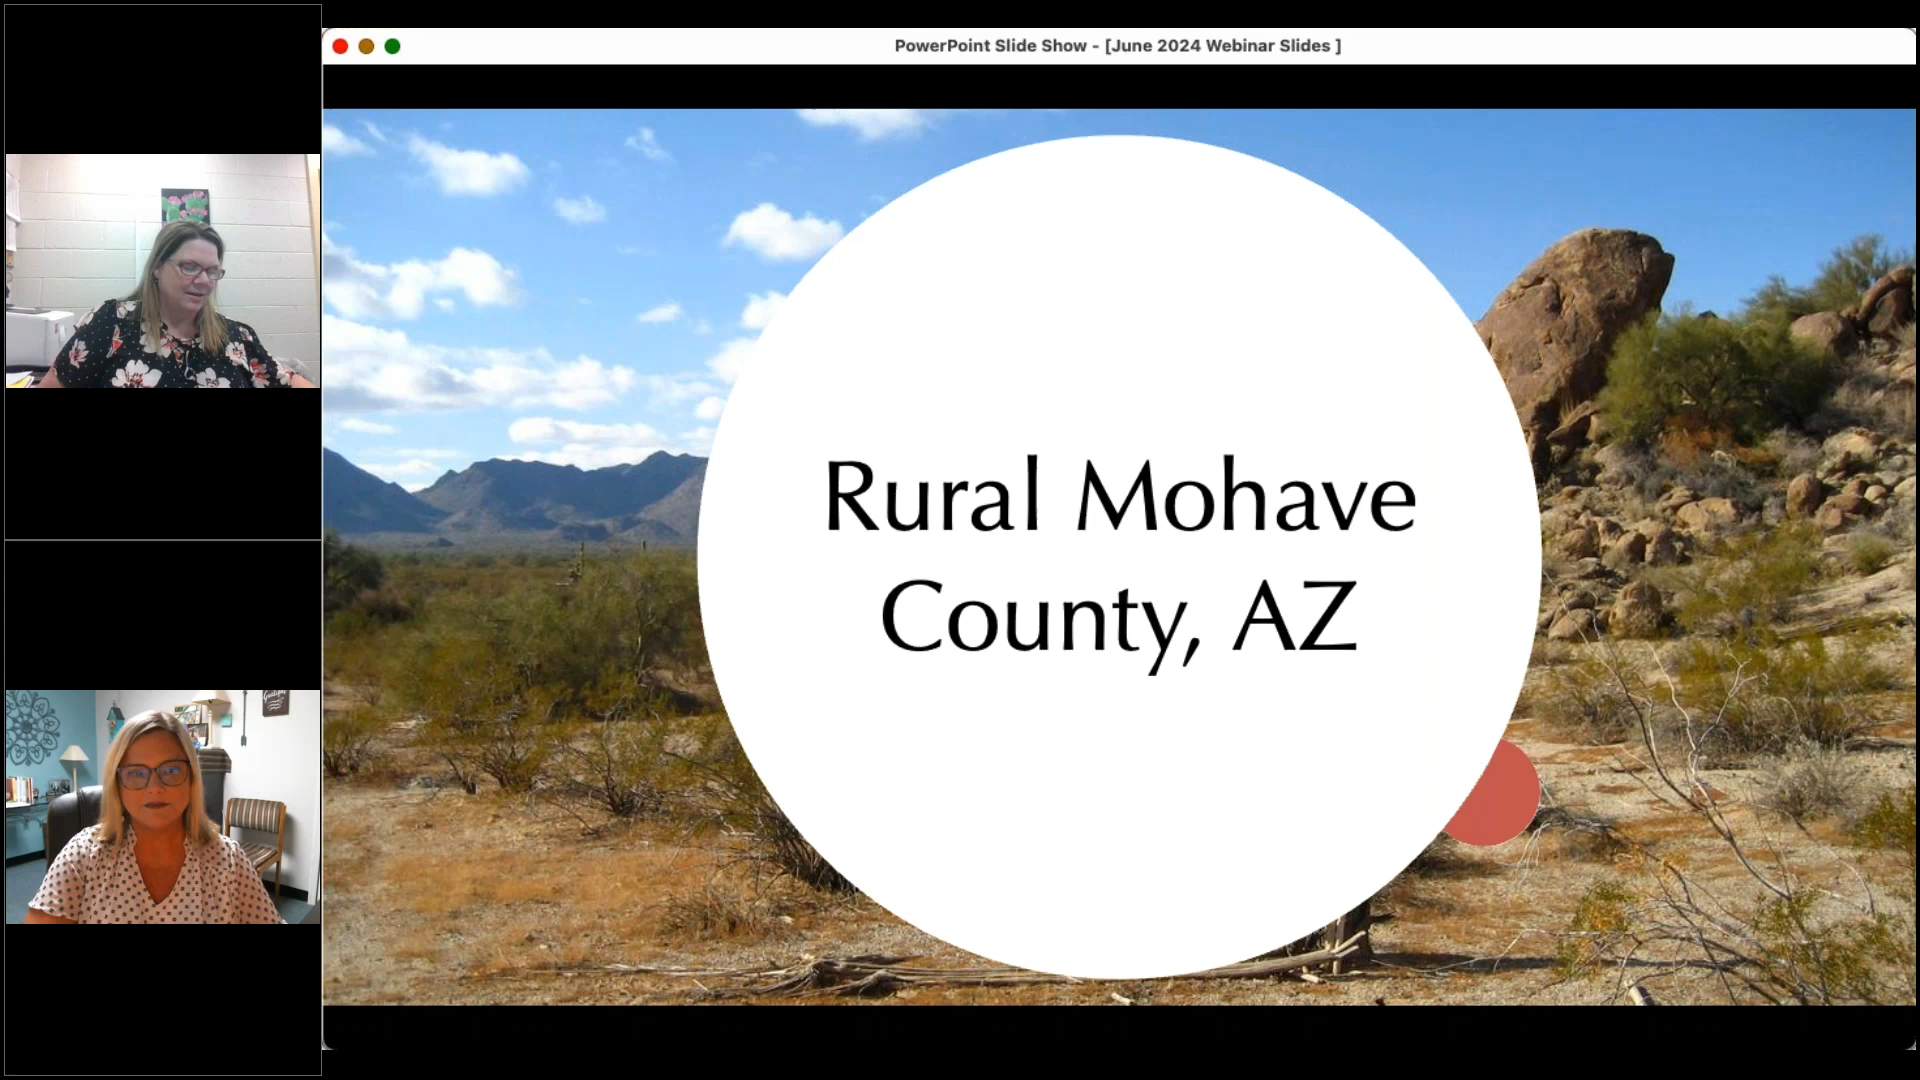 PowerPoint Slide Show - [June 2024 Webinar Slides ]
Rural Mohave
County, AZ